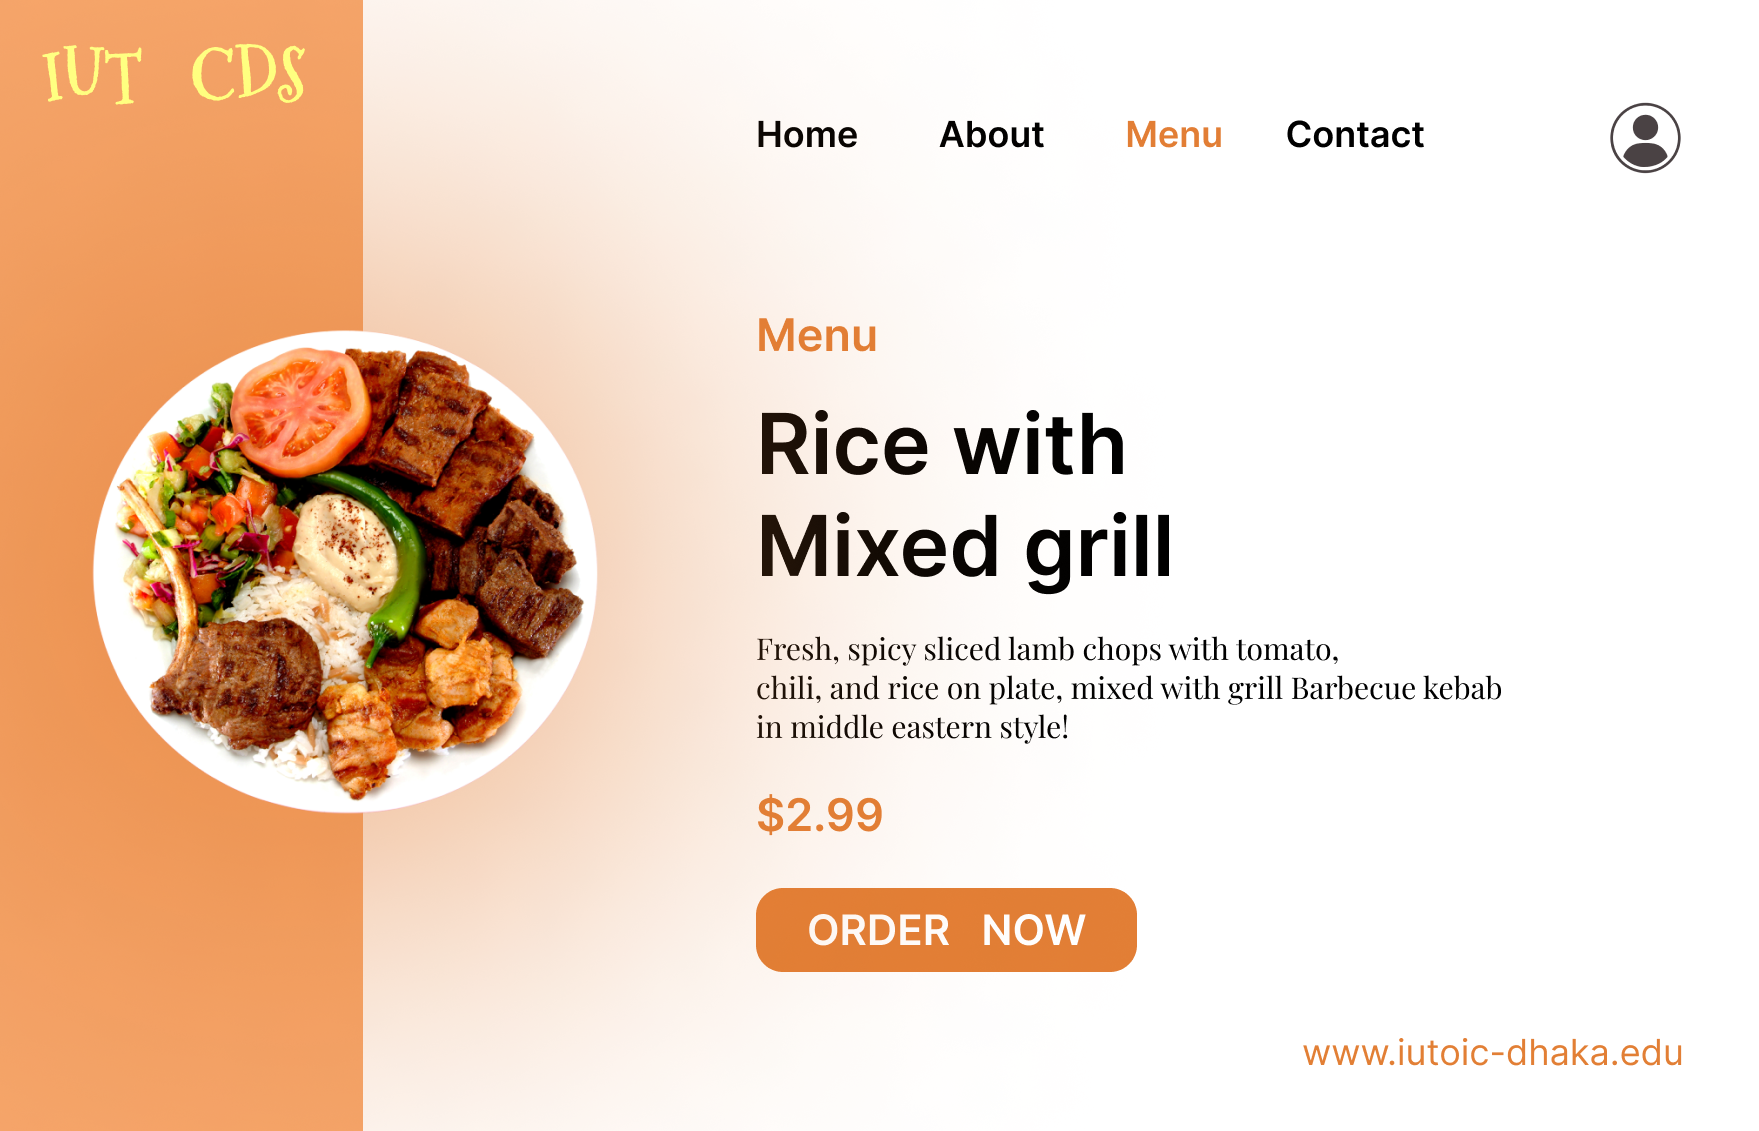 IUT CDS
Home About Menu Contact
Menu
Rice with
Mixed grill
Fresh, spicy sliced lamb chops with tomato,
chili, and rice on plate, mixed with grill Barbecue kebab
in middle eastern style!
$2.99
ORDER NOW
www.iutoic-dhaka.edu